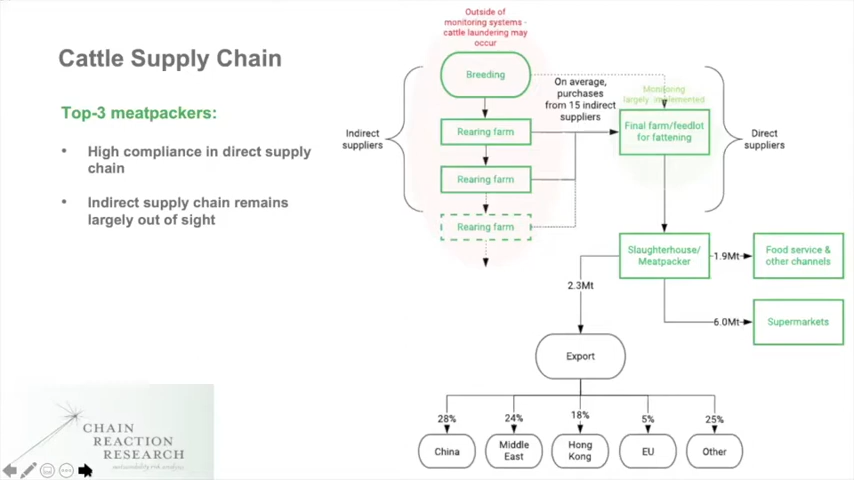 Cattle Supply Chain
Top-3 meatpackers:
• High compliance in direct supply
chain
• Indirect supply chain remains
largely out of sight
Outside of
monitoring systems -
cattle laundering may
occur
Breeding
On average,
purchases
from 15 indirect
suppliers
Monitoring
largely implemented
Indirect
suppliers
Rearing farm
Final farm/feedlot
for fattening
Direct
suppliers
Rearing farm
Rearing farm
Slaughterhouse/
Meatpacker
1.9Mt
Food service &
other channels
2.3Mt
6.0Mt
Supermarkets
Export
28%
24%
18%
5%
25%
China
Middle
East
Hong
Kong
EU
Other
CHAIN
REACTION
RESEARCH
sustainability risk analysis